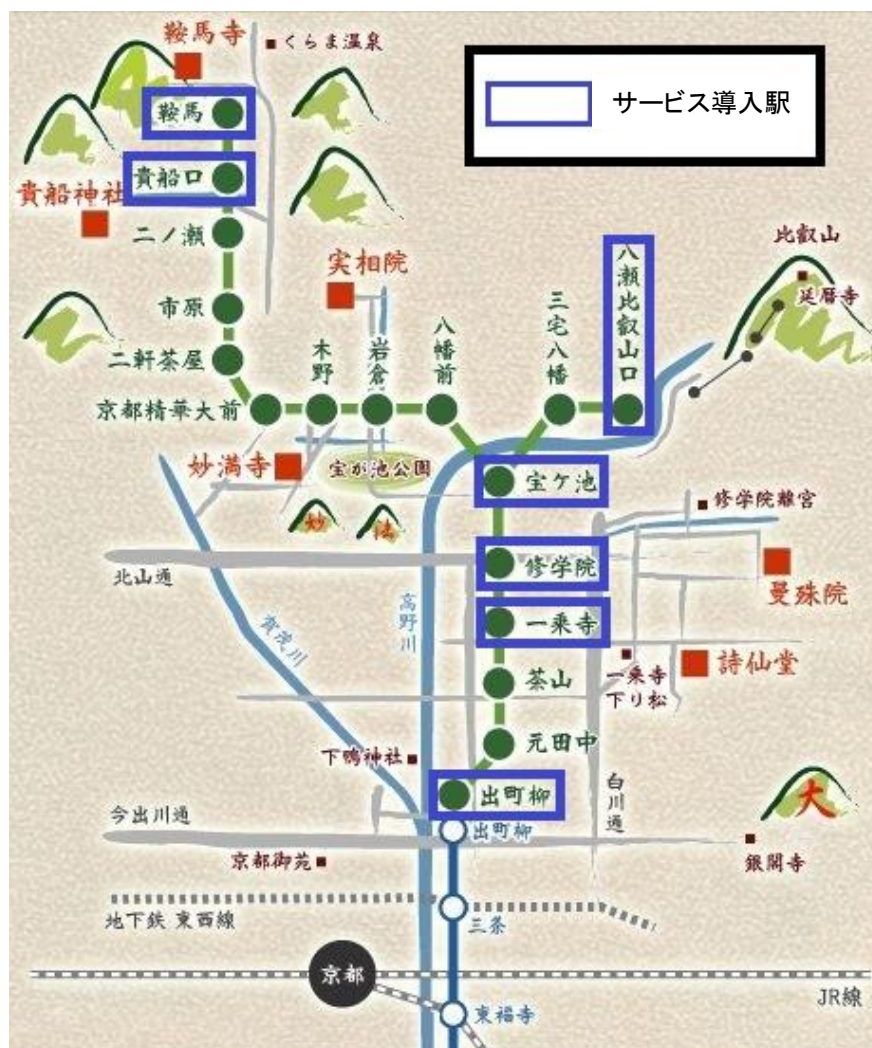 鞍馬寺
くらま温泉
サービス導入駅
鞍馬
貴船口
貴船神社
二ノ瀬
実相院
比叡山
延暦寺
八瀬比叡山口
市原
三宅八幡
二軒茶屋
木野
岩倉
八幡前
京都精華大前
妙満寺
宝が池公園
宝ケ池
妙
法
修学院離宮
北山通
修学院
曼殊院
高野川
賀茂川
一乗寺
詩仙堂
一乗寺
下り松
茶山
元田中
下鴨神社
白川通
出町柳
大
今出川通
出町柳
京都御苑
銀閣寺
地下鉄 東西線
三条
京都
JR線
東福寺